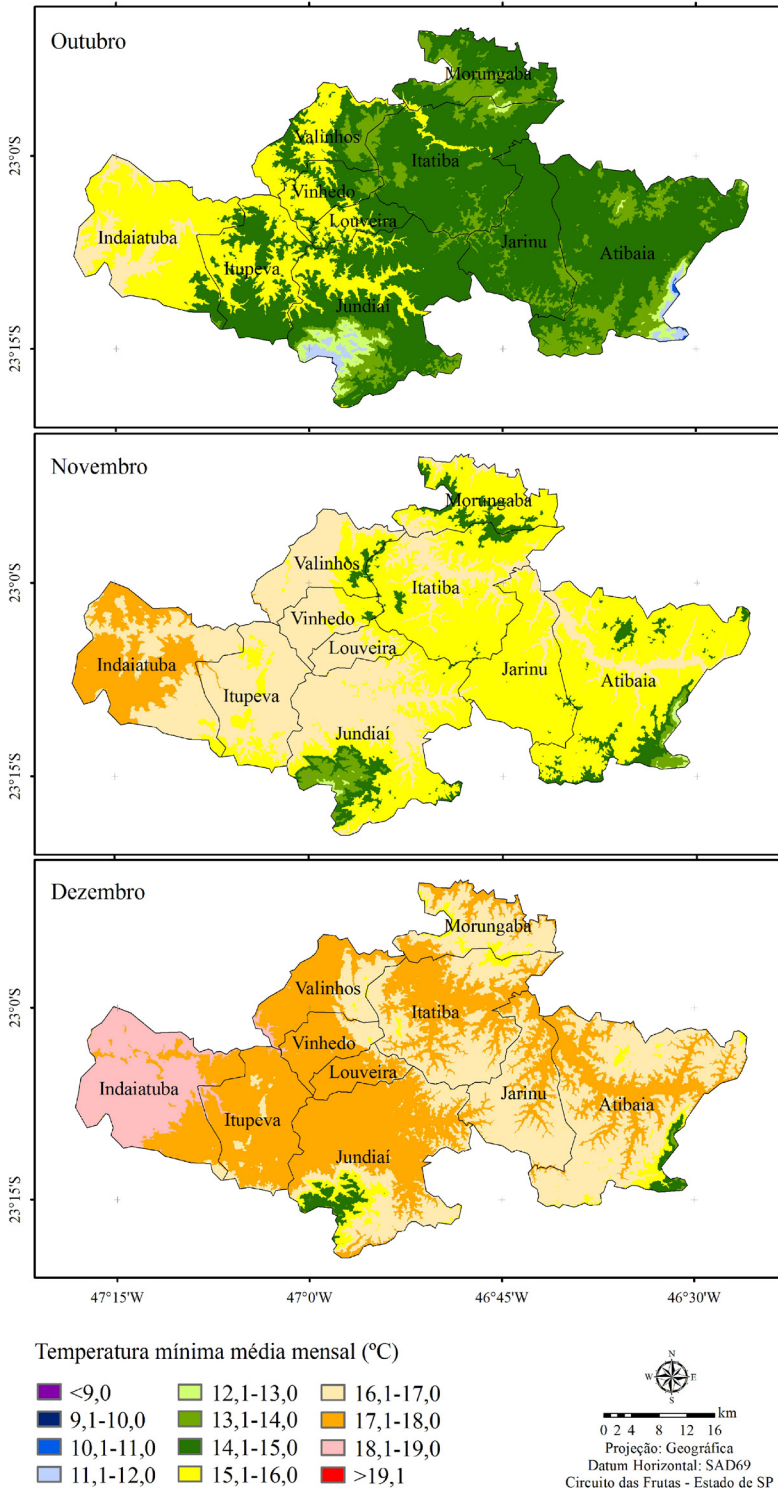 Outubro
Morungaba
Valinhos
Itatiba
23°0'S
Vinhedo
Louveira
Indaiatuba
Jarinu
Atibaia
Itupeva
Jundiaí
23°15'S
Novembro
Morungaba
Valinhos
Itatiba
23°0'S
Vinhedo
Louveira
Indaiatuba
Jarinu
Atibaia
Itupeva
Jundiaí
23°15'S
Dezembro
Morungaba
Valinhos
23°0'S
Itatiba
Vinhedo
Louveira
Indaiatuba
Itupeva
Jarinu
Atibaia
Jundiaí
23°15'S
47°15'W 47°0'W 46°45'W 46°30'W
Temperatura mínima média mensal (ºC)
<9,0 12,1-13,0 16,1-17,0
9,1-10,0 13,1-14,0 17,1-18,0
10,1-11,0 14,1-15,0 18,1-19,0
11,1-12,0 15,1-16,0 >19,1
N
W E
S
km
0 2 4 8 12 16
Projeção: Geográfica
Datum Horizontal: SAD69
Circuito das Frutas - Estado de SP